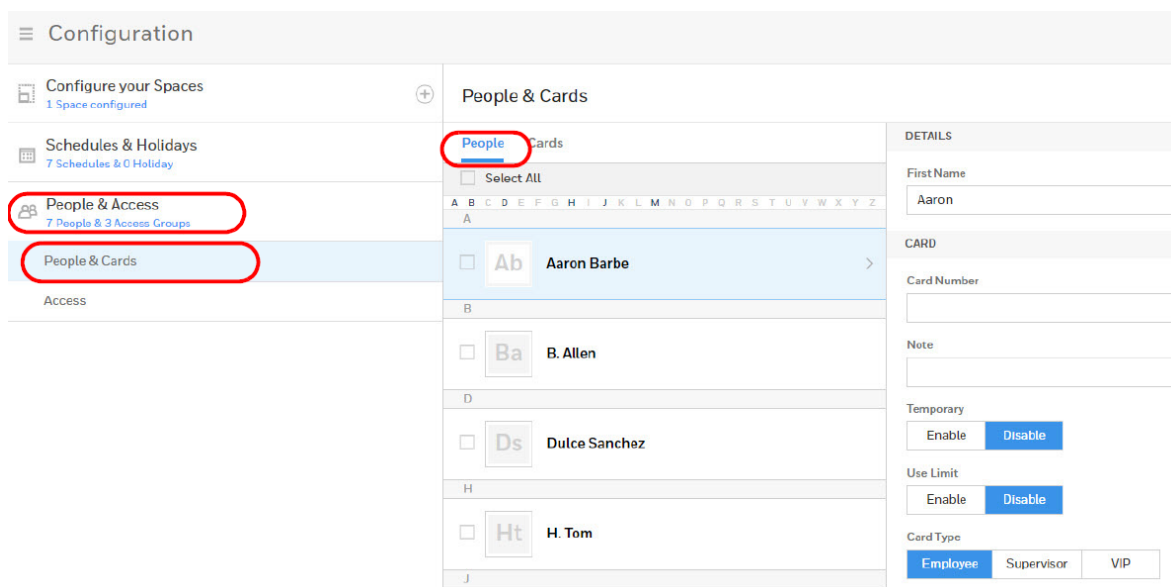 Configuration
Configure your Spaces
1 Space configured
Schedules & Holidays
7 Schedules & 0 Holiday
People & Access
7 People & 3 Access Groups
People & Cards
Access
People & Cards
People Cards
Select All
A B C D E F G H I J K L M N O P Q R S T U V W X Y Z
A
Ab Aaron Barbe
B
Ba B. Allen
D
Ds Dulce Sanchez
H
Ht H. Tom
J
DETAILS
First Name
Aaron
CARD
Card Number
Note
Temporary
Enable Disable
Use Limit
Enable Disable
Card Type
Employee Supervisor VIP